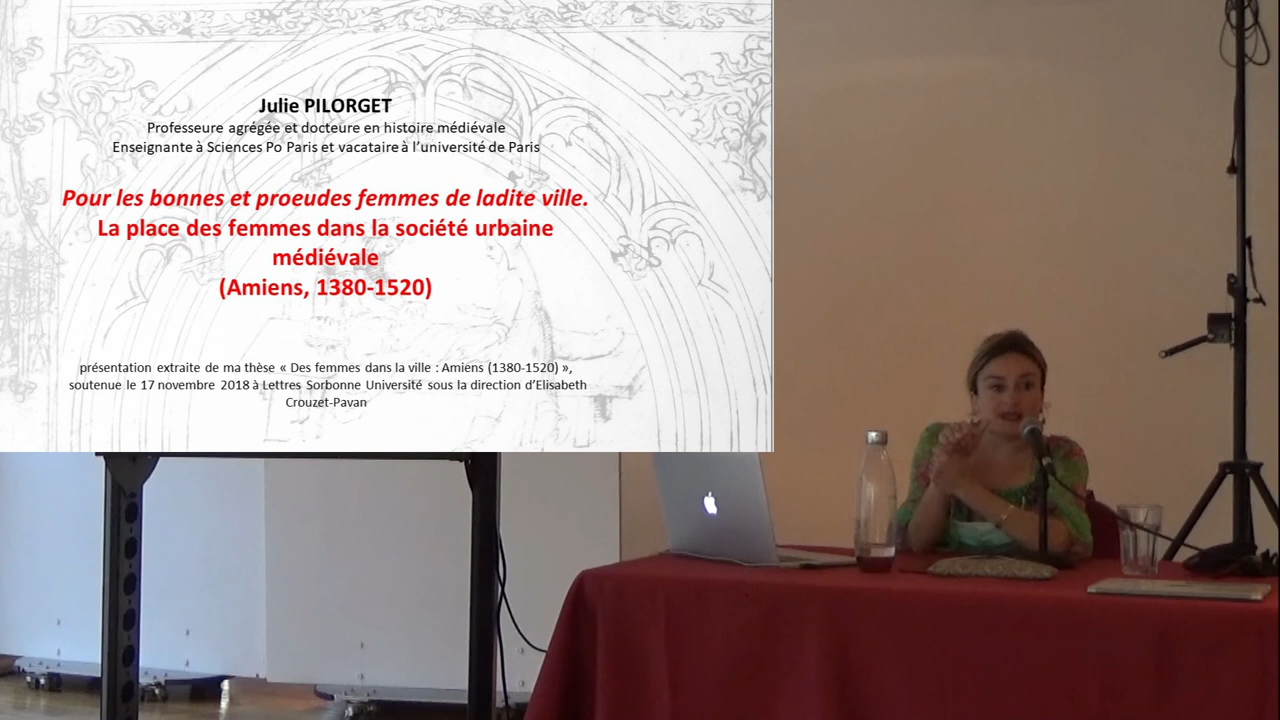 Julie PILORGET
Professeure agrégée et docteure en histoire médiévale
Enseignante à Sciences Po Paris et vacataire à l'université de Paris
Pour les bonnes et proeudes femmes de ladite ville.
La place des femmes dans la société urbaine
médiévale
(Amiens, 1380-1520)
présentation extraite de ma thèse « Des femmes dans la ville : Amiens (1380-1520) »,
soutenue le 17 novembre 2018 à Lettres Sorbonne Université sous la direction d'Elisabeth
Crouzet-Pavan